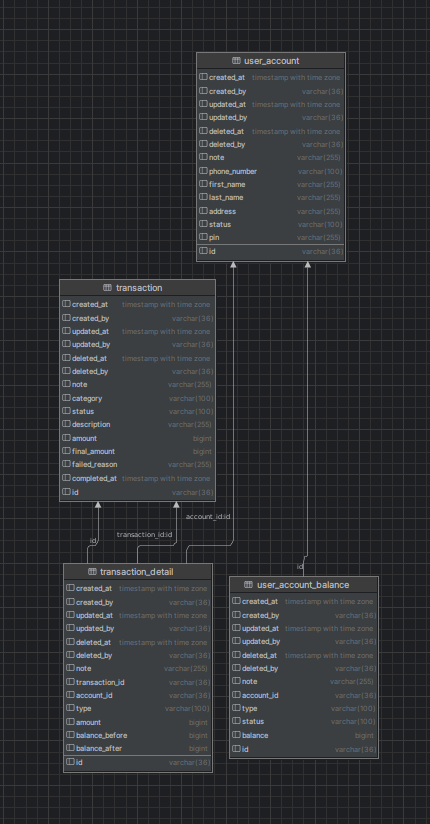 user_account
created_at timestamp with time zone
created_by varchar(36)
updated_at timestamp with time zone
updated_by varchar(36)
deleted_at timestamp with time zone
deleted_by varchar(36)
note varchar(255)
phone_number varchar(100)
first_name varchar(255)
last_name varchar(255)
address varchar(255)
status varchar(100)
pin varchar(255)
id varchar(36)
transaction
created_at timestamp with time zone
created_by varchar(36)
updated_at timestamp with time zone
updated_by varchar(36)
deleted_at timestamp with time zone
deleted_by varchar(36)
note varchar(255)
category varchar(100)
status varchar(100)
description varchar(255)
amount bigint
final_amount bigint
failed_reason varchar(255)
completed_at timestamp with time zone
id varchar(36)
account_id:id
transaction_id:id
id
id
transaction_detail
created_at timestamp with time zone
created_by varchar(36)
updated_at timestamp with time zone
updated_by varchar(36)
deleted_at timestamp with time zone
deleted_by varchar(36)
note varchar(255)
transaction_id varchar(36)
account_id varchar(36)
type varchar(100)
amount bigint
balance_before bigint
balance_after bigint
id varchar(36)
user_account_balance
created_at timestamp with time zone
created_by varchar(36)
updated_at timestamp with time zone
updated_by varchar(36)
deleted_at timestamp with time zone
deleted_by varchar(36)
note varchar(255)
account_id varchar(36)
type varchar(100)
status varchar(100)
balance bigint
id varchar(36)